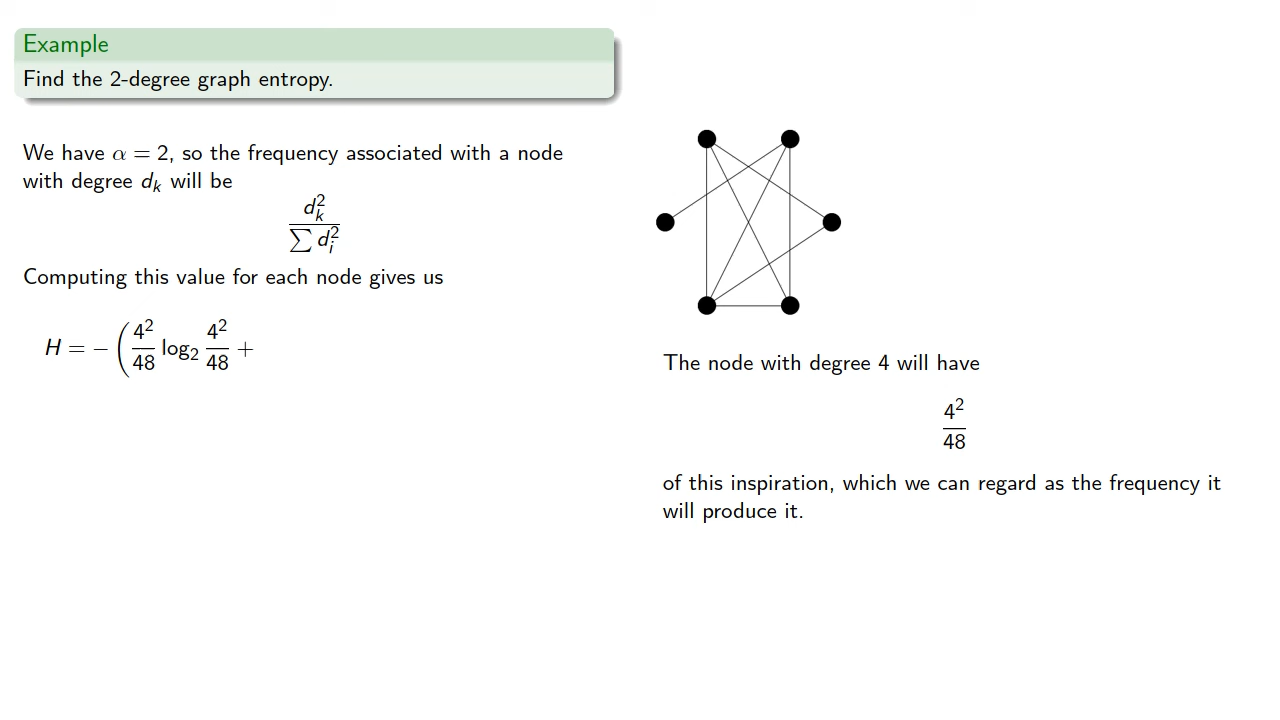 Example
Find the 2-degree graph entropy.
We have α = 2, so the frequency associated with a node
with degree d_k will be
d_k^2 / ∑ d_i^2
Computing this value for each node gives us
H = − ( 4^2/48 log_2 4^2/48 +
The node with degree 4 will have
4^2/48
of this inspiration, which we can regard as the frequency it
will produce it.